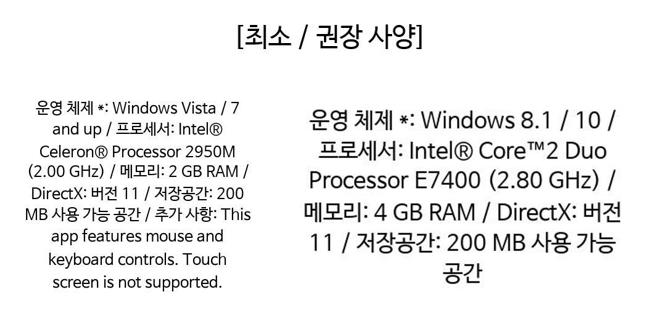 [최소 / 권장 사양]
운영 체제 *: Windows Vista / 7
and up / 프로세서: Intel®
Celeron® Processor 2950M
(2.00 GHz) / 메모리: 2 GB RAM /
DirectX: 버전 11 / 저장공간: 200
MB 사용 가능 공간 / 추가 사항: This
app features mouse and
keyboard controls. Touch
screen is not supported.
운영 체제 *: Windows 8.1 / 10 /
프로세서: Intel® Core™2 Duo
Processor E7400 (2.80 GHz) /
메모리: 4 GB RAM / DirectX: 버전
11 / 저장공간: 200 MB 사용 가능
공간